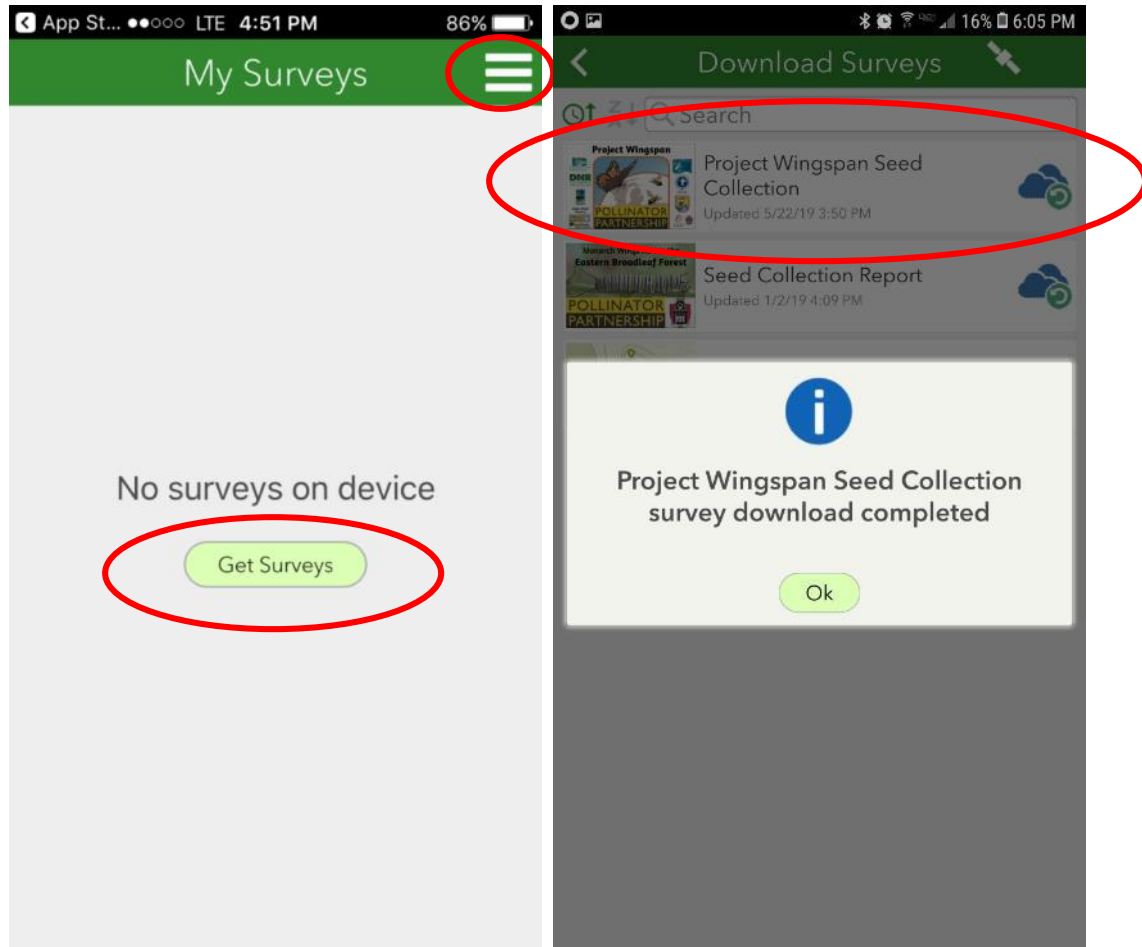 App St... LTE 4:51 PM 86%
My Surveys
No surveys on device
Get Surveys
16% 6:05 PM
Download Surveys
Search
Project Wingspan
DNR
POLLINATOR
PARTNERSHIP
Project Wingspan Seed
Collection
Updated 5/22/19 3:50 PM
Eastern Broadleaf Forest
POLLINATOR
PARTNERSHIP
Seed Collection Report
Updated 1/2/19 4:09 PM
i
Project Wingspan Seed Collection
survey download completed
Ok